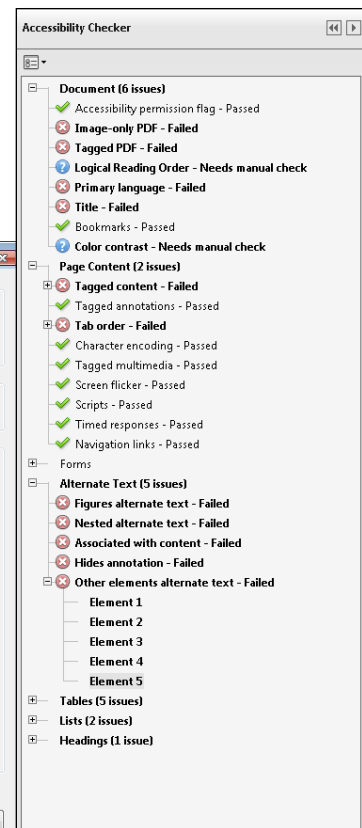 Accessibility Checker
Document (6 issues)
Accessibility permission flag - Passed
Image-only PDF - Failed
Tagged PDF - Failed
Logical Reading Order - Needs manual check
Primary language - Failed
Title - Failed
Bookmarks - Passed
Color contrast - Needs manual check
Page Content (2 issues)
Tagged content - Failed
Tagged annotations - Passed
Tab order - Failed
Character encoding - Passed
Tagged multimedia - Passed
Screen flicker - Passed
Scripts - Passed
Timed responses - Passed
Navigation links - Passed
Forms
Alternate Text (5 issues)
Figures alternate text - Failed
Nested alternate text - Failed
Associated with content - Failed
Hides annotation - Failed
Other elements alternate text - Failed
Element 1
Element 2
Element 3
Element 4
Element 5
Tables (5 issues)
Lists (2 issues)
Headings (1 issue)